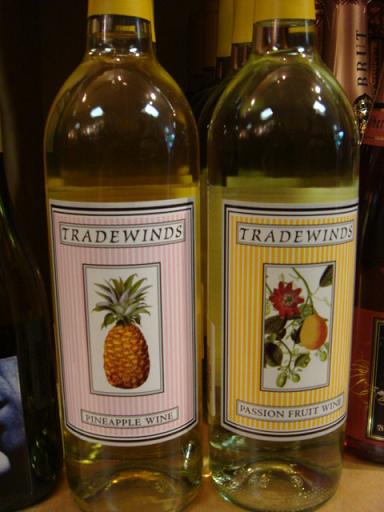 TRADEWINDS
PINEAPPLE WINE
TRADEWINDS
PASSION FRUIT WINE
BRUT